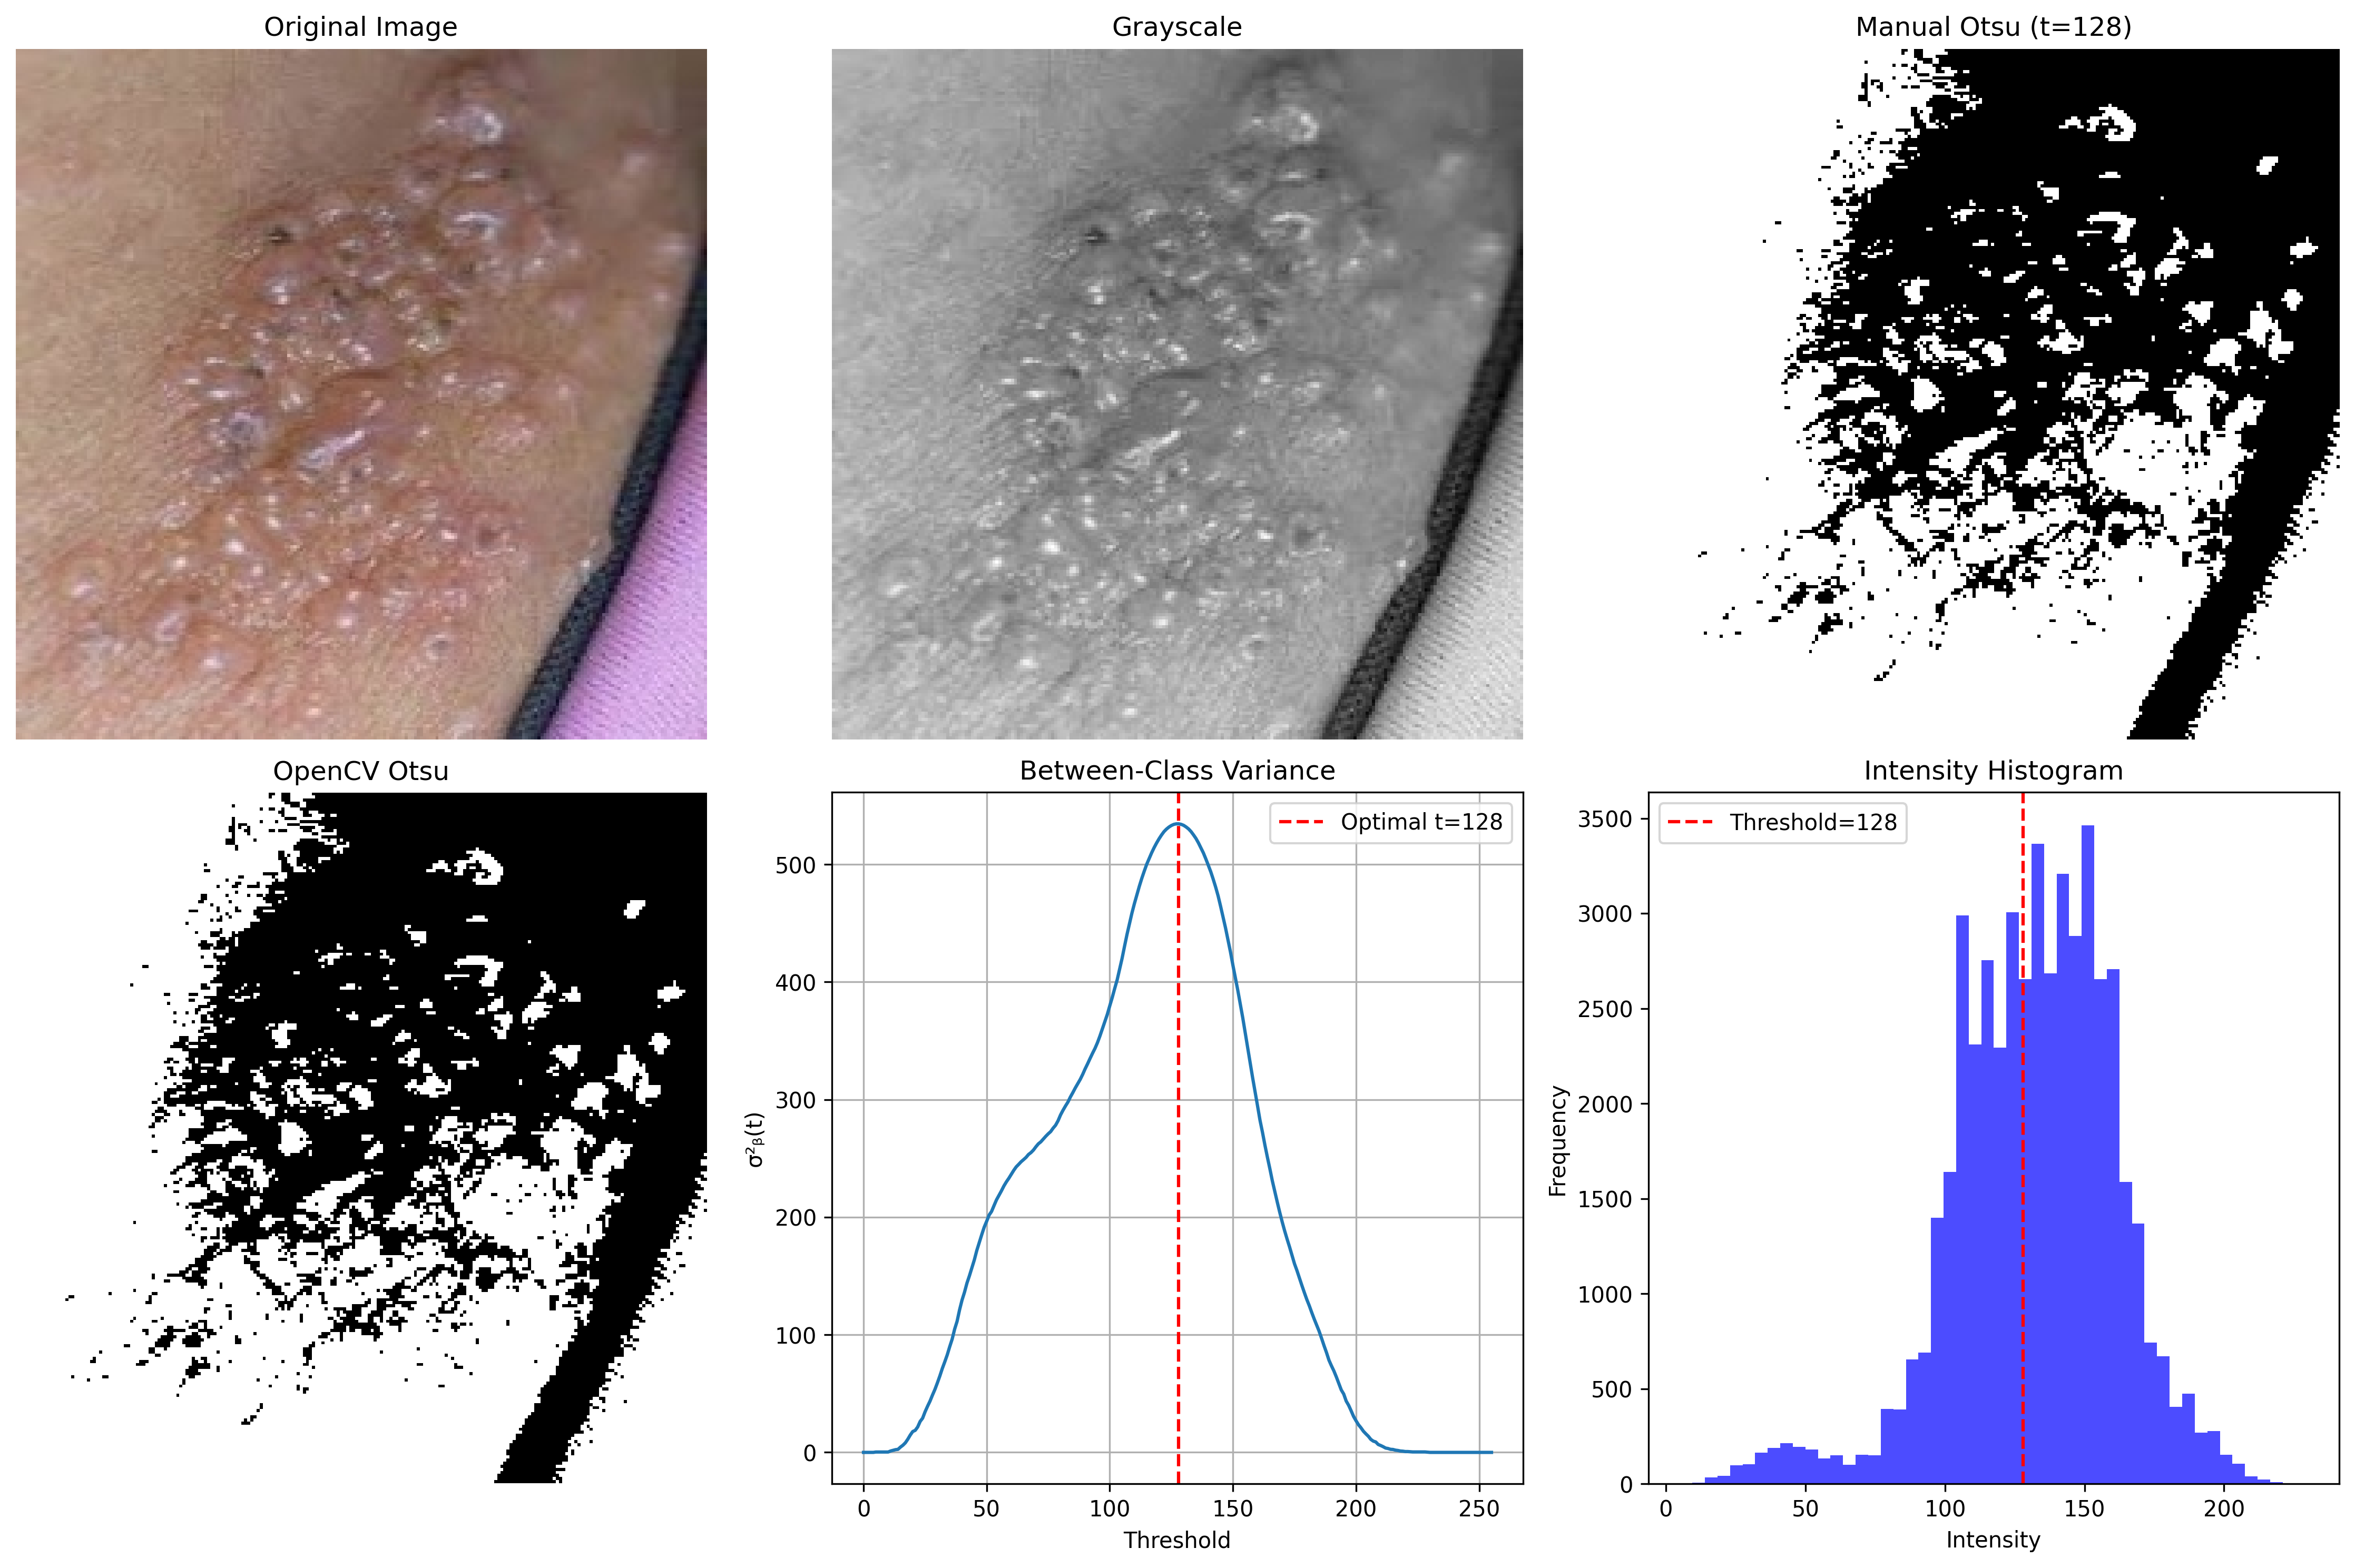 Original Image
Grayscale
Manual Otsu (t=128)
OpenCV Otsu
Between-Class Variance
Optimal t=128
500
400
300
200
100
0
σ²ᵦ(t)
0 50 100 150 200 250
Threshold
Intensity Histogram
Threshold=128
3500
3000
2500
2000
1500
1000
500
0
Frequency
0 50 100 150 200
Intensity